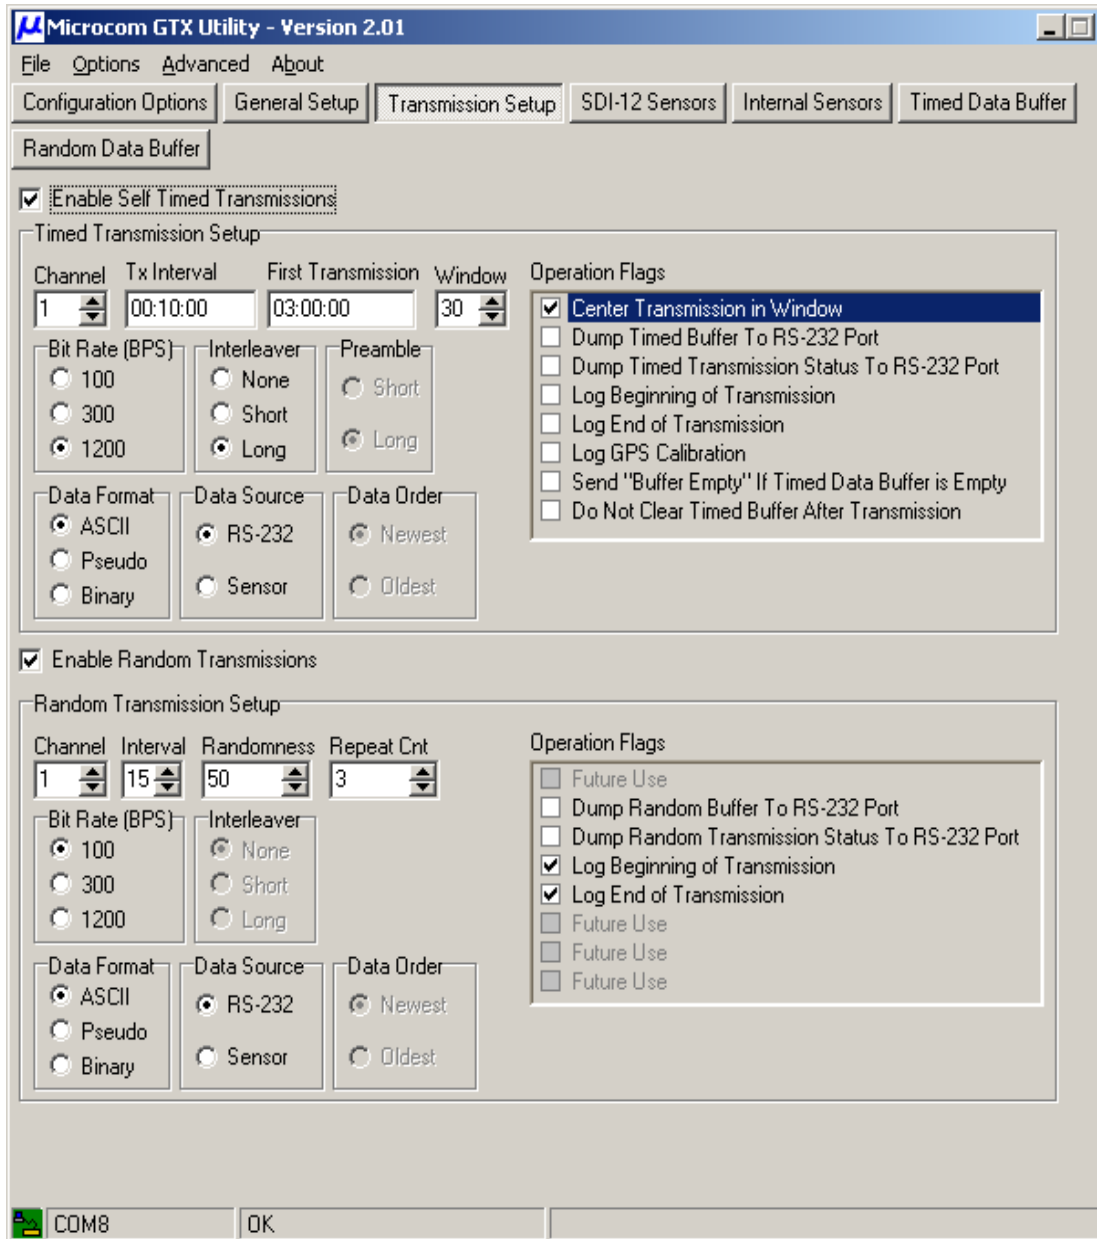 µ Microcom GTX Utility - Version 2.01
File Options Advanced About
Configuration Options General Setup Transmission Setup SDI-12 Sensors Internal Sensors Timed Data Buffer
Random Data Buffer
Enable Self Timed Transmissions
Timed Transmission Setup
Channel Tx Interval First Transmission Window
1 00:10:00 03:00:00 30
Bit Rate (BPS)
100
300
1200
Interleaver
None
Short
Long
Preamble
Short
Long
Data Format
ASCII
Pseudo
Binary
Data Source
RS-232
Sensor
Data Order
Newest
Oldest
Operation Flags
Center Transmission in Window
Dump Timed Buffer To RS-232 Port
Dump Timed Transmission Status To RS-232 Port
Log Beginning of Transmission
Log End of Transmission
Log GPS Calibration
Send "Buffer Empty" If Timed Data Buffer is Empty
Do Not Clear Timed Buffer After Transmission
Enable Random Transmissions
Random Transmission Setup
Channel Interval Randomness Repeat Cnt
1 15 50 3
Bit Rate (BPS)
100
300
1200
Interleaver
None
Short
Long
Data Format
ASCII
Pseudo
Binary
Data Source
RS-232
Sensor
Data Order
Newest
Oldest
Operation Flags
Future Use
Dump Random Buffer To RS-232 Port
Dump Random Transmission Status To RS-232 Port
Log Beginning of Transmission
Log End of Transmission
Future Use
Future Use
Future Use
COM8 OK